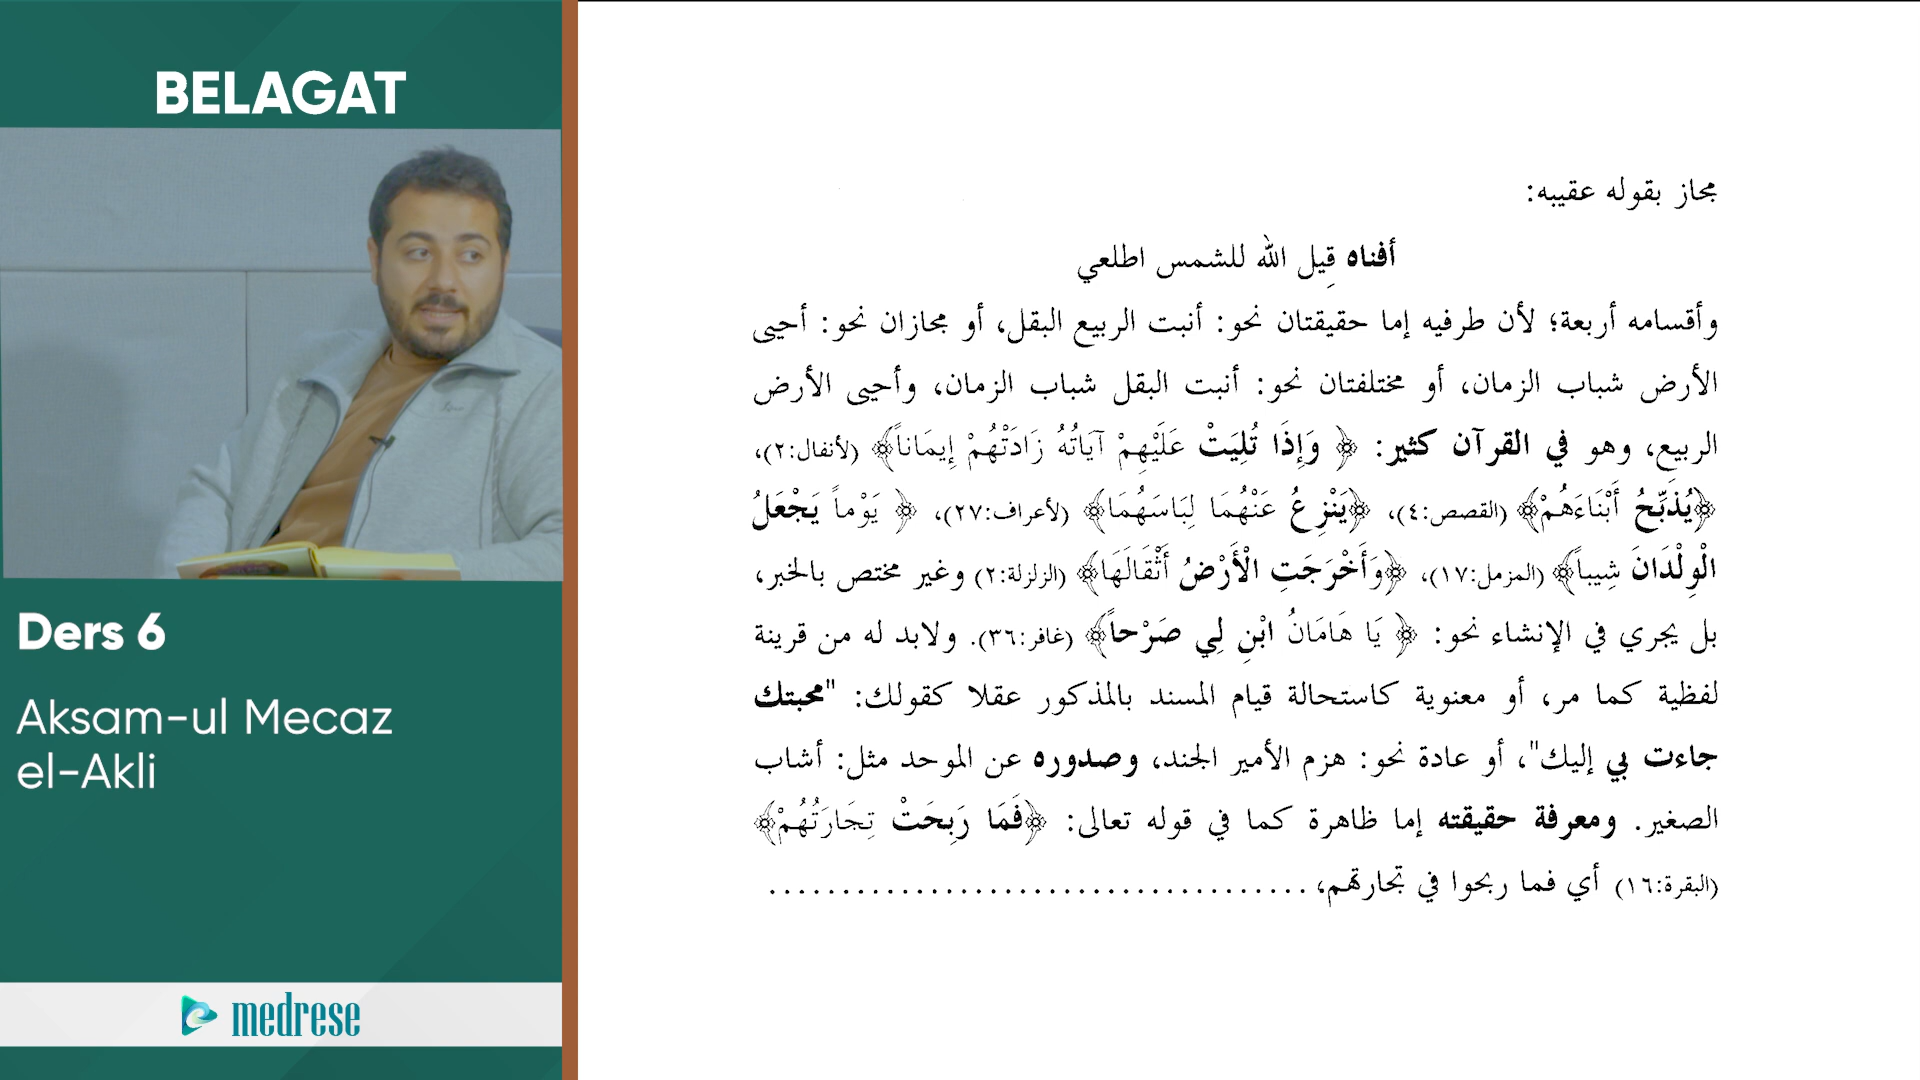 BELAGAT
Ders 6
Aksam-ul Mecaz
el-Akli
medrese
مجاز بقوله عقيبه:
أفناه قِيل الله للشمس اطلعي
وأقسامه أربعة؛ لأن طرفيه إما حقيقتان نحو: أنبت الربيع البقل، أو مجازان نحو: أحيى
الأرض شباب الزمان، أو مختلفتان نحو: أنبت البقل شباب الزمان، وأحيى الأرض
الربيع، وهو في القرآن كثير: ﴿ وَإِذَا تُلِيَتْ عَلَيْهِمْ آيَاتُهُ زَادَتْهُمْ إِيمَاناً﴾ (لأنفال:٢)،
﴿يُذَبِّحُ أَبْنَاءَهُمْ﴾ (القصص:٤)، ﴿يَنْزِعُ عَنْهُمَا لِبَاسَهُمَا﴾ (لأعراف:٢٧)، ﴿ يَوْماً يَجْعَلُ
الْوِلْدَانَ شِيباً﴾ (المزمل:١٧)، ﴿وَأَخْرَجَتِ الْأَرْضُ أَثْقَالَهَا﴾ (الزلزلة:٢) وغير مختص بالخبر،
بل يجري في الإنشاء نحو: ﴿ يَا هَامَانُ ابْنِ لِي صَرْحاً﴾ (غافر:٣٦). ولابد له من قرينة
لفظية كما مر، أو معنوية كاستحالة قيام المسند بالمذكور عقلا كقولك: "محبتك
جاءت بي إليك"، أو عادة نحو: هزم الأمير الجند، وصدوره عن الموحد مثل: أشاب
الصغير. ومعرفة حقيقته إما ظاهرة كما في قوله تعالى: ﴿فَمَا رَبِحَتْ تِجَارَتُهُمْ﴾
(البقرة:١٦) أي فما ربحوا في تجارتهم، .....................................